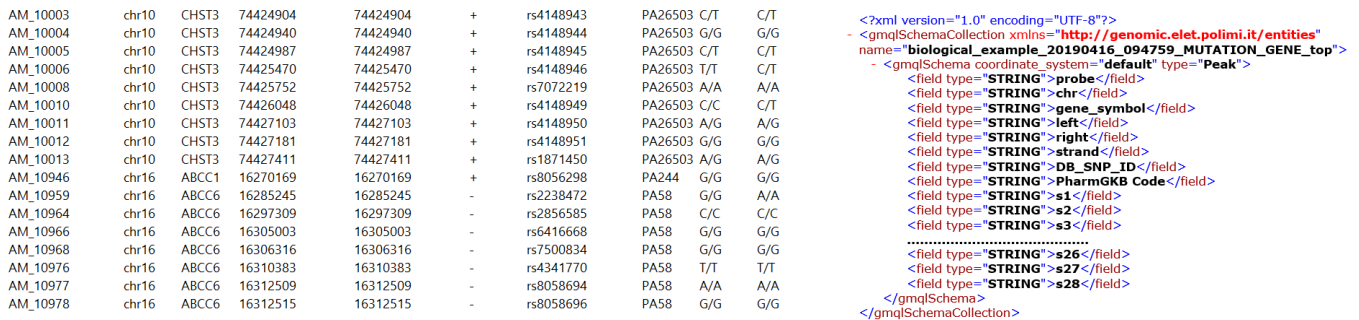 AM_10003 chr10 CHST3 74424904 74424904 + rs4148943 PA26503 C/T C/T
AM_10004 chr10 CHST3 74424940 74424940 + rs4148944 PA26503 G/G G/G
AM_10005 chr10 CHST3 74424987 74424987 + rs4148945 PA26503 C/T C/T
AM_10006 chr10 CHST3 74425470 74425470 + rs4148946 PA26503 T/T C/T
AM_10008 chr10 CHST3 74425752 74425752 + rs7072219 PA26503 A/A A/A
AM_10010 chr10 CHST3 74426048 74426048 + rs4148949 PA26503 C/C C/T
AM_10011 chr10 CHST3 74427103 74427103 + rs4148950 PA26503 A/G A/G
AM_10012 chr10 CHST3 74427181 74427181 + rs4148951 PA26503 G/G G/G
AM_10013 chr10 CHST3 74427411 74427411 + rs1871450 PA26503 A/G A/G
AM_10946 chr16 ABCC1 16270169 16270169 + rs8056298 PA244 G/G G/G
AM_10959 chr16 ABCC6 16285245 16285245 - rs2238472 PA58 G/G A/A
AM_10964 chr16 ABCC6 16297309 16297309 - rs2856585 PA58 C/C C/C
AM_10966 chr16 ABCC6 16305003 16305003 - rs6416668 PA58 G/G G/G
AM_10968 chr16 ABCC6 16306316 16306316 - rs7500834 PA58 G/G G/G
AM_10976 chr16 ABCC6 16310383 16310383 - rs4341770 PA58 T/T T/T
AM_10977 chr16 ABCC6 16312509 16312509 - rs8058694 PA58 A/A A/A
AM_10978 chr16 ABCC6 16312515 16312515 - rs8058696 PA58 G/G G/G
<?xml version="1.0" encoding="UTF-8"?>
- <gmqlSchemaCollection xmlns="http://genomic.elet.polimi.it/entities"
name="biological_example_20190416_094759_MUTATION_GENE_top">
- <gmqlSchema coordinate_system="default" type="Peak">
<field type="STRING">probe</field>
<field type="STRING">chr</field>
<field type="STRING">gene_symbol</field>
<field type="STRING">left</field>
<field type="STRING">right</field>
<field type="STRING">strand</field>
<field type="STRING">DB_SNP_ID</field>
<field type="STRING">PharmGKB Code</field>
<field type="STRING">s1</field>
<field type="STRING">s2</field>
<field type="STRING">s3</field>
..........................................
<field type="STRING">s26</field>
<field type="STRING">s27</field>
<field type="STRING">s28</field>
</gmqlSchema>
</gmqlSchemaCollection>